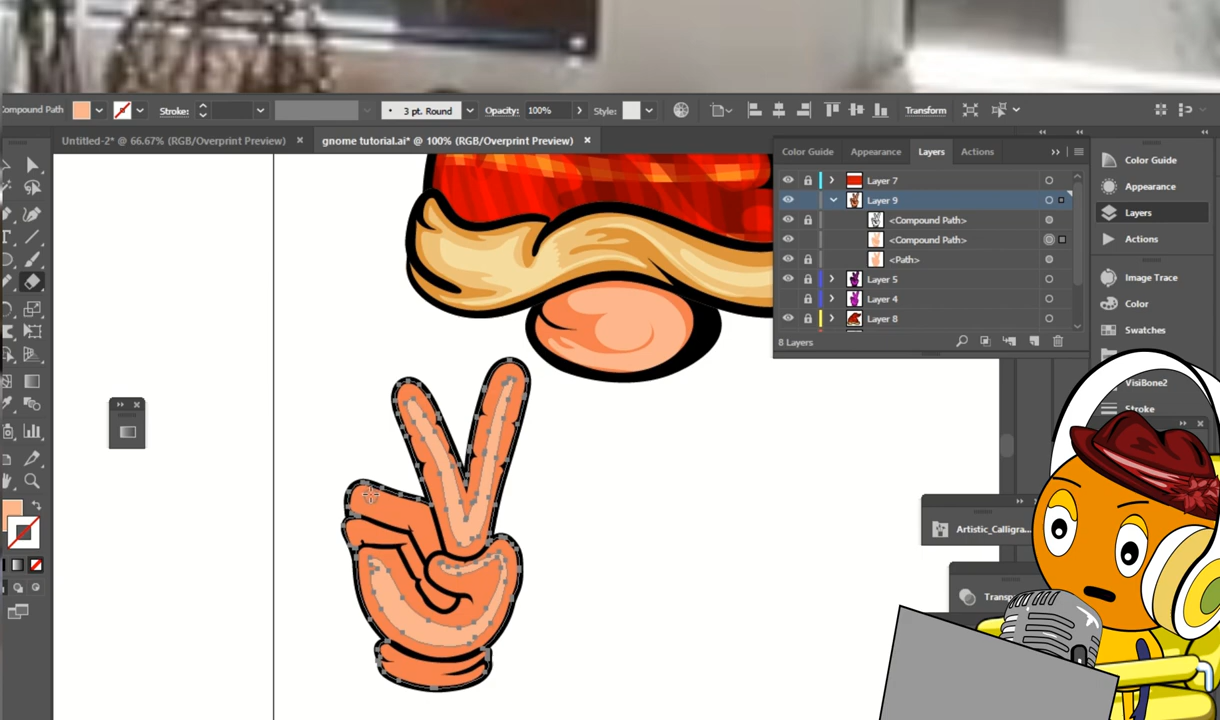 Compound Path
Stroke:
3 pt. Round
Opacity:
100%
Style:
Transform
Untitled-2* @ 66.67% (RGB/Overprint Preview)
gnome tutorial.ai* @ 100% (RGB/Overprint Preview)
Color Guide
Appearance
Layers
Actions
Layer 7
Layer 9
<Compound Path>
<Compound Path>
<Path>
Layer 5
Layer 4
Layer 8
8 Layers
Color Guide
Appearance
Layers
Actions
Image Trace
Color
Swatches
VisiBone2
Stroke
Artistic_Calligra...
Transp